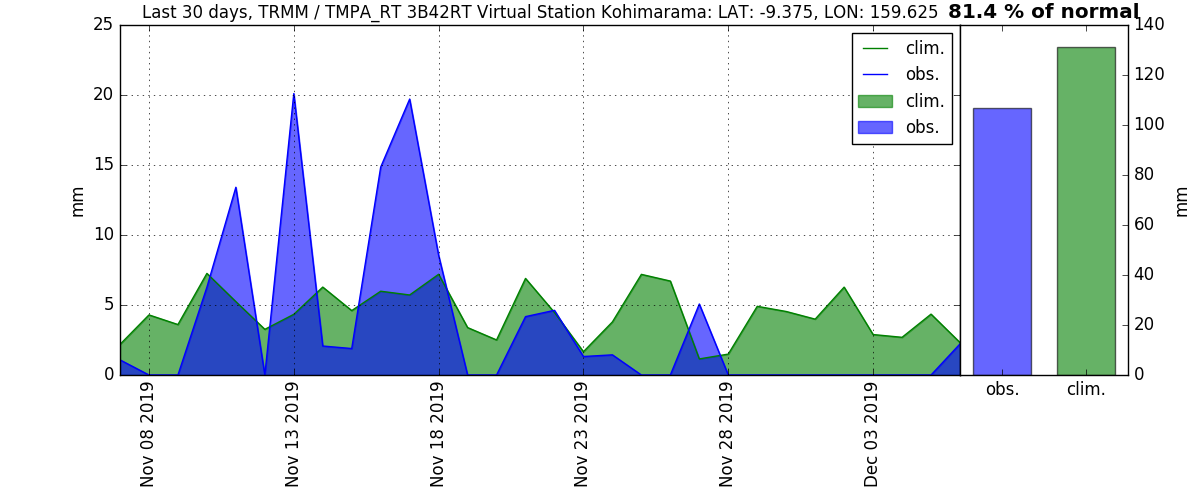 Last 30 days, TRMM / TMPA_RT 3B42RT Virtual Station Kohimarama: LAT: -9.375, LON: 159.625
81.4 % of normal
25
20
15
10
5
0
mm
clim.
obs.
clim.
obs.
Nov 08 2019
Nov 13 2019
Nov 18 2019
Nov 23 2019
Nov 28 2019
Dec 03 2019
140
120
100
80
60
40
20
0
mm
obs.
clim.